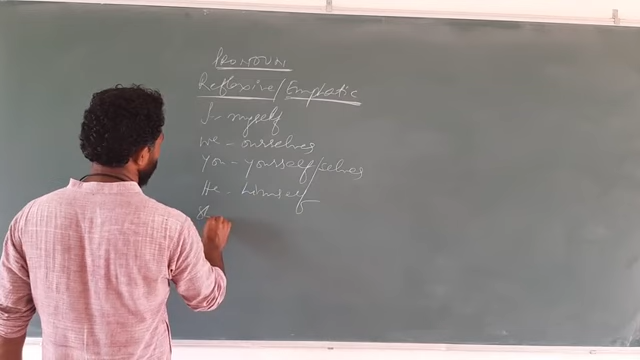 PRONOUN
Reflexive/Emphatic
I - myself
We - ourselves
You - yourself/selves
He - himself